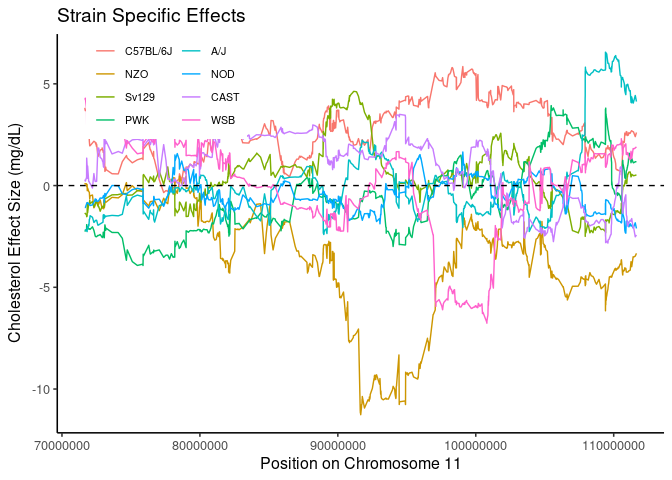 Strain Specific Effects
C57BL/6J A/J
NZO NOD
Sv129 CAST
PWK WSB
5
0
-5
-10
Cholesterol Effect Size (mg/dL)
70000000 80000000 90000000 100000000 110000000
Position on Chromosome 11